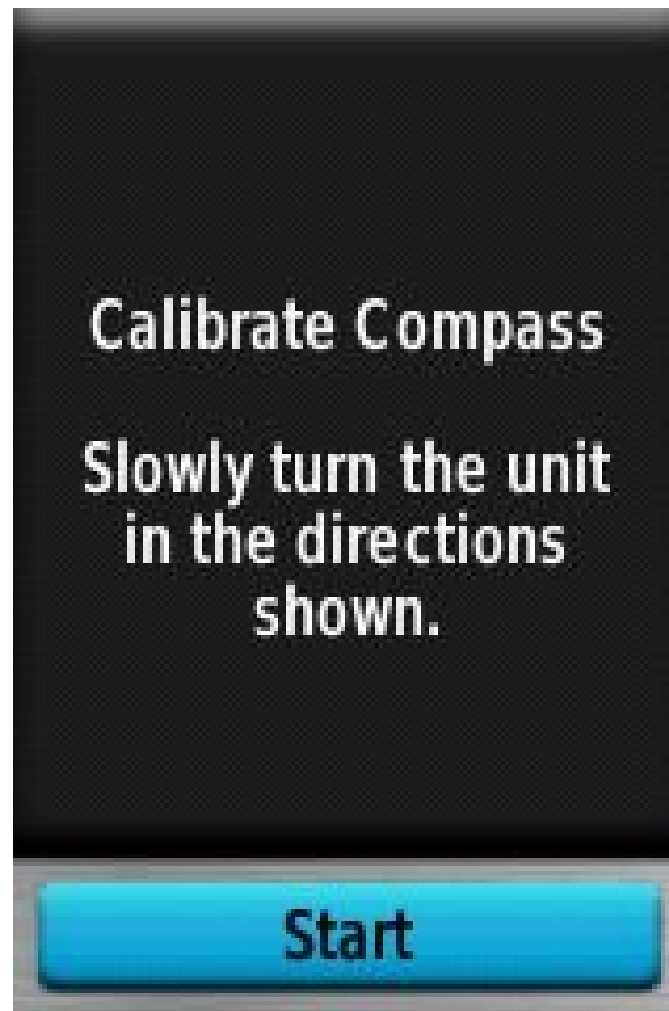 Calibrate Compass
Slowly turn the unit
in the directions
shown.
Start